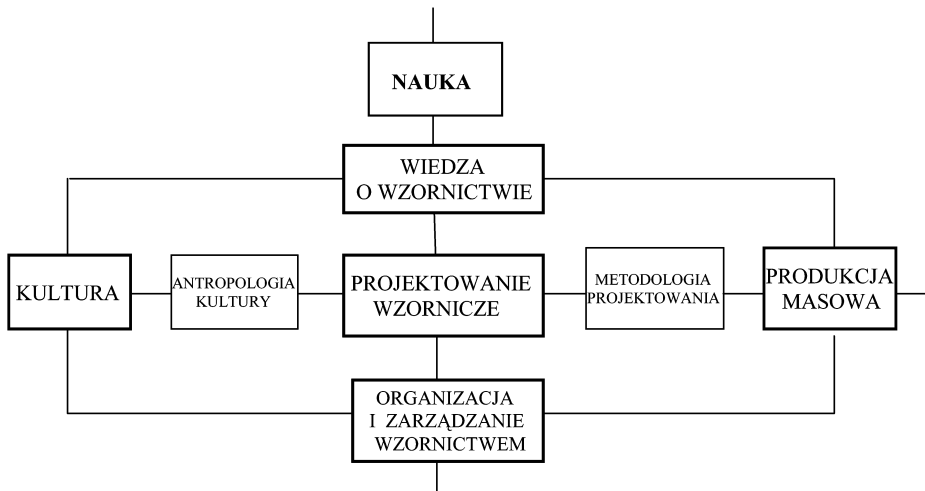 NAUKA
WIEDZA
O WZORNICTWIE
KULTURA
ANTROPOLOGIA
KULTURY
PROJEKTOWANIE
WZORNICZE
METODOLOGIA
PROJEKTOWANIA
PRODUKCJA
MASOWA
ORGANIZACJA
I ZARZĄDZANIE
WZORNICTWEM